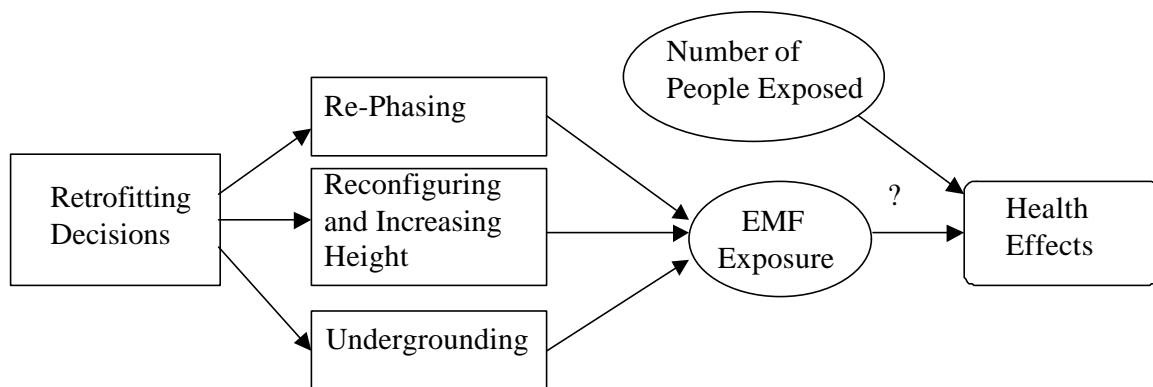 Retrofitting
Decisions
Re-Phasing
Reconfiguring
and Increasing
Height
Undergrounding
Number of
People Exposed
EMF
Exposure
?
Health
Effects